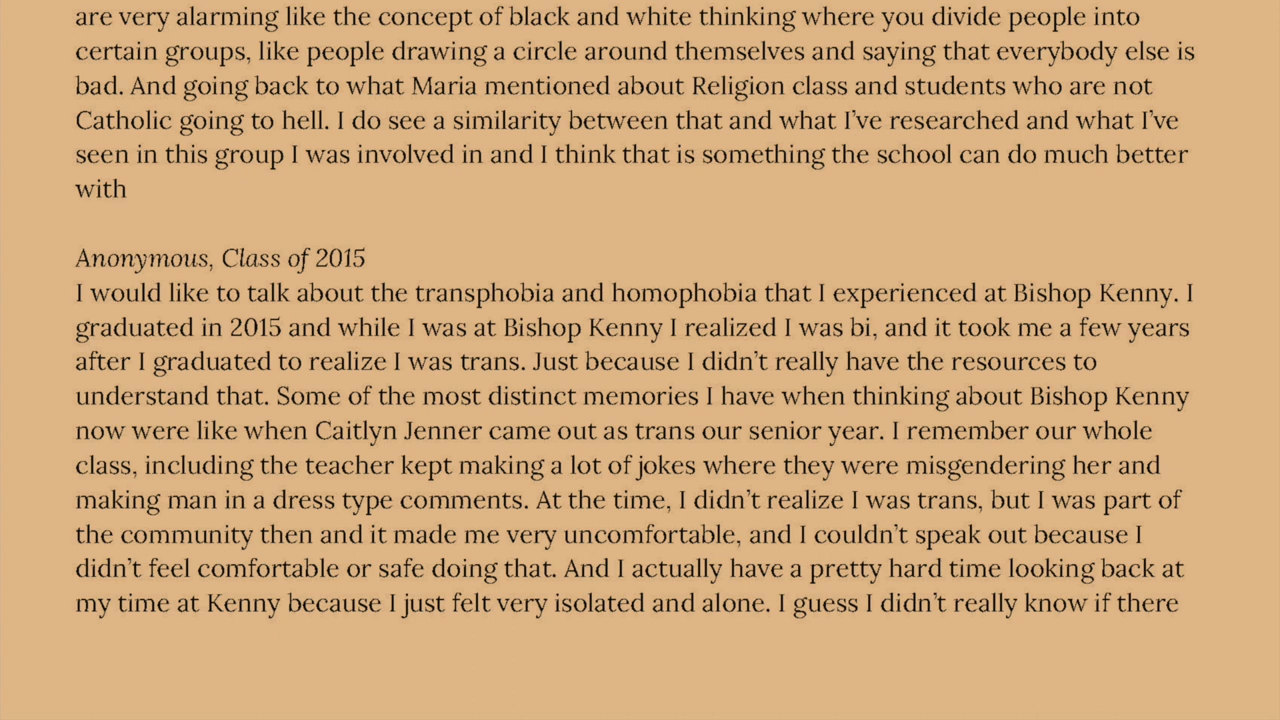 are very alarming like the concept of black and white thinking where you divide people into
certain groups, like people drawing a circle around themselves and saying that everybody else is
bad. And going back to what Maria mentioned about Religion class and students who are not
Catholic going to hell. I do see a similarity between that and what I’ve researched and what I’ve
seen in this group I was involved in and I think that is something the school can do much better
with
Anonymous, Class of 2015
I would like to talk about the transphobia and homophobia that I experienced at Bishop Kenny. I
graduated in 2015 and while I was at Bishop Kenny I realized I was bi, and it took me a few years
after I graduated to realize I was trans. Just because I didn’t really have the resources to
understand that. Some of the most distinct memories I have when thinking about Bishop Kenny
now were like when Caitlyn Jenner came out as trans our senior year. I remember our whole
class, including the teacher kept making a lot of jokes where they were misgendering her and
making man in a dress type comments. At the time, I didn’t realize I was trans, but I was part of
the community then and it made me very uncomfortable, and I couldn’t speak out because I
didn’t feel comfortable or safe doing that. And I actually have a pretty hard time looking back at
my time at Kenny because I just felt very isolated and alone. I guess I didn’t really know if there